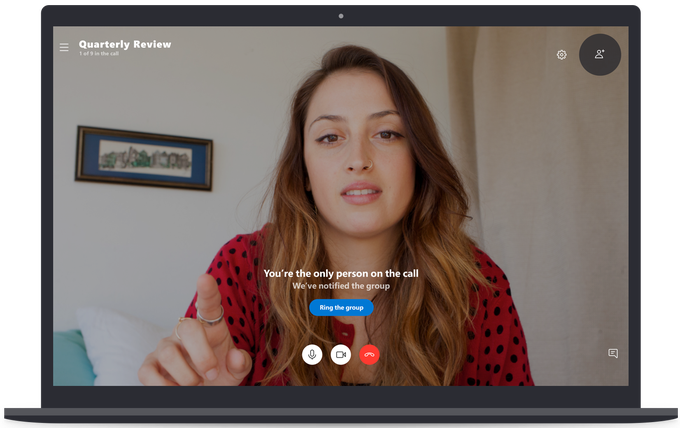 Quarterly Review
1 of 9 in the call
You're the only person on the call
We've notified the group
Ring the group